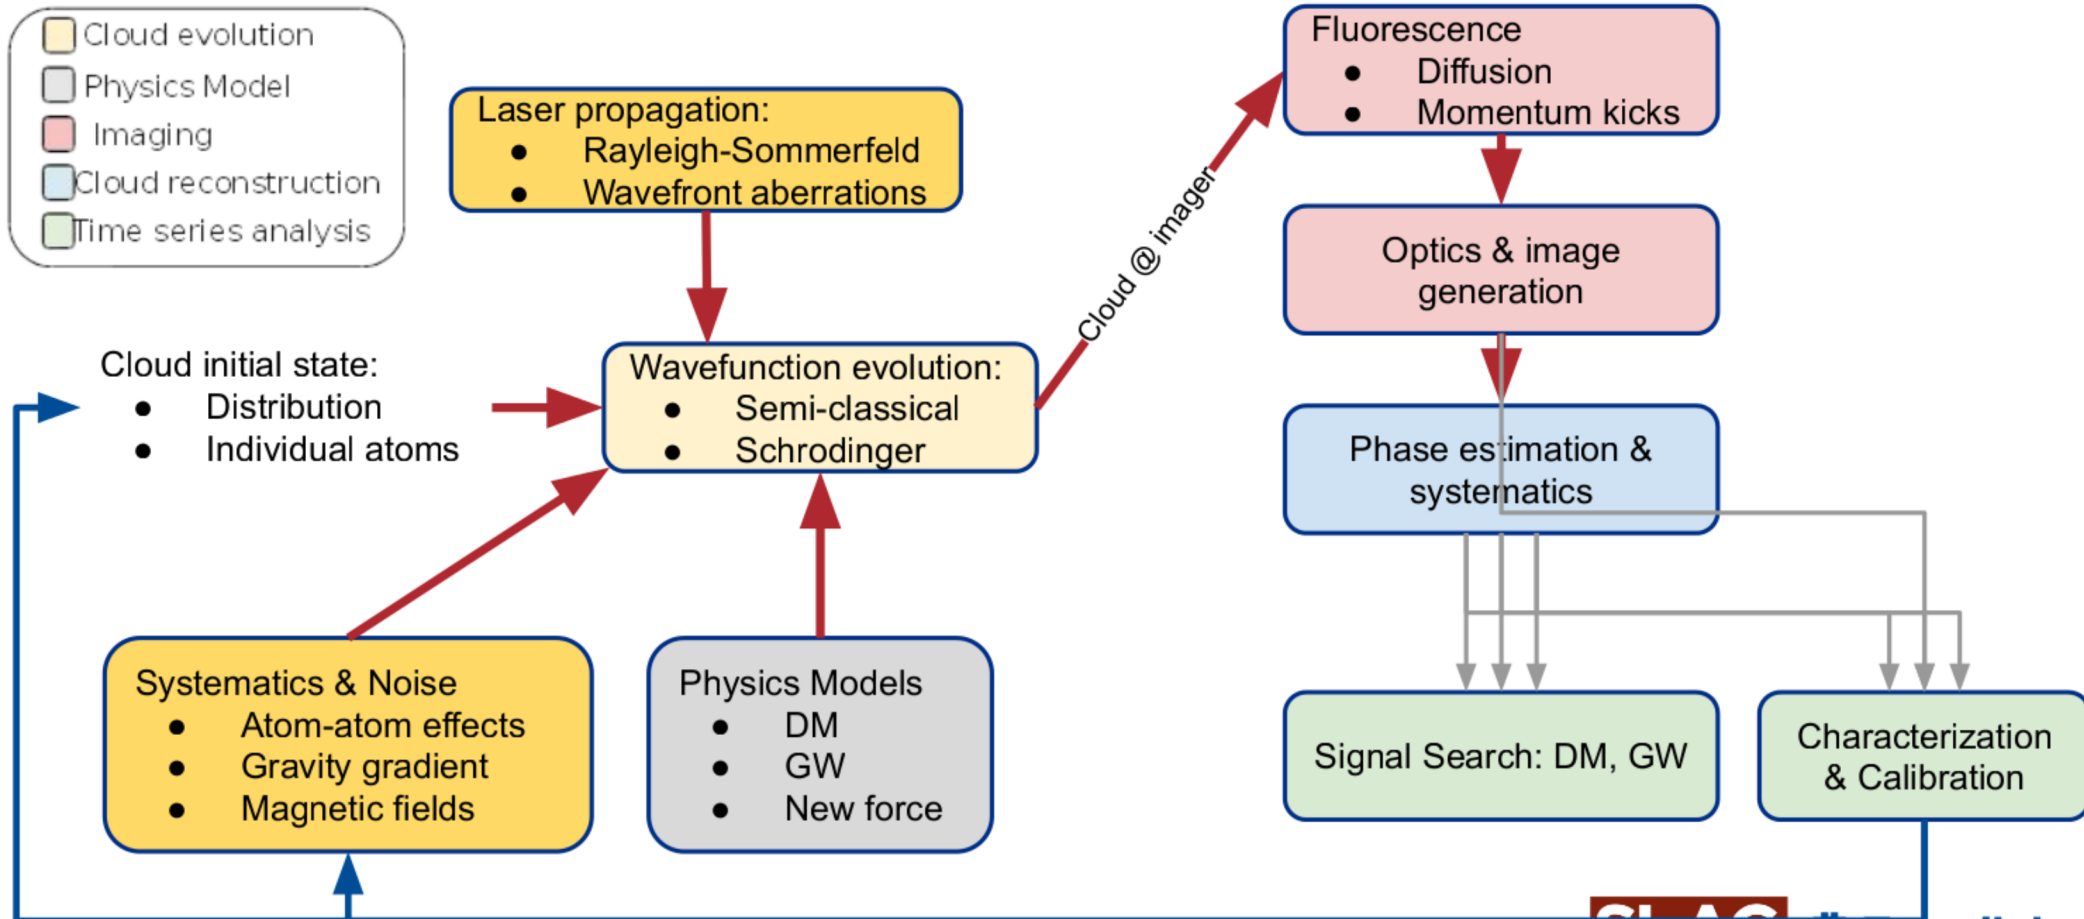 Cloud evolution
Physics Model
Imaging
Cloud reconstruction
Time series analysis
Laser propagation:
● Rayleigh-Sommerfeld
● Wavefront aberrations
Cloud initial state:
● Distribution
● Individual atoms
Wavefunction evolution:
● Semi-classical
● Schrodinger
Systematics & Noise
● Atom-atom effects
● Gravity gradient
● Magnetic fields
Physics Models
● DM
● GW
● New force
Cloud @ imager
Fluorescence
● Diffusion
● Momentum kicks
Optics & image
generation
Phase estimation &
systematics
Signal Search: DM, GW
Characterization
& Calibration